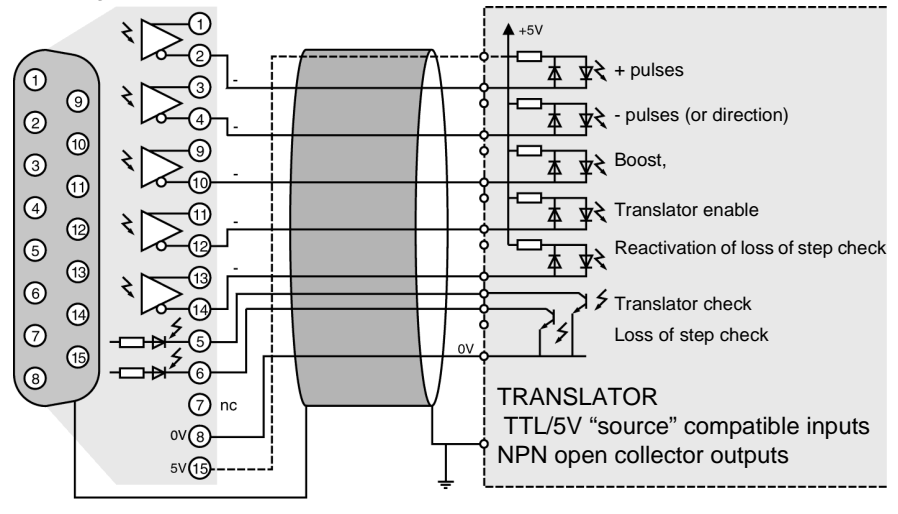 1
2
3
4
5
6
7
8
9
10
11
12
13
14
15
1
2 -
3
4 -
9
10 -
11
12 -
13 -
14
5
6
7 nc
0V 8
5V 15
+5V
+ pulses
- pulses (or direction)
Boost,
Translator enable
Reactivation of loss of step check
Translator check
Loss of step check
0V
TRANSLATOR
TTL/5V “source” compatible inputs
NPN open collector outputs